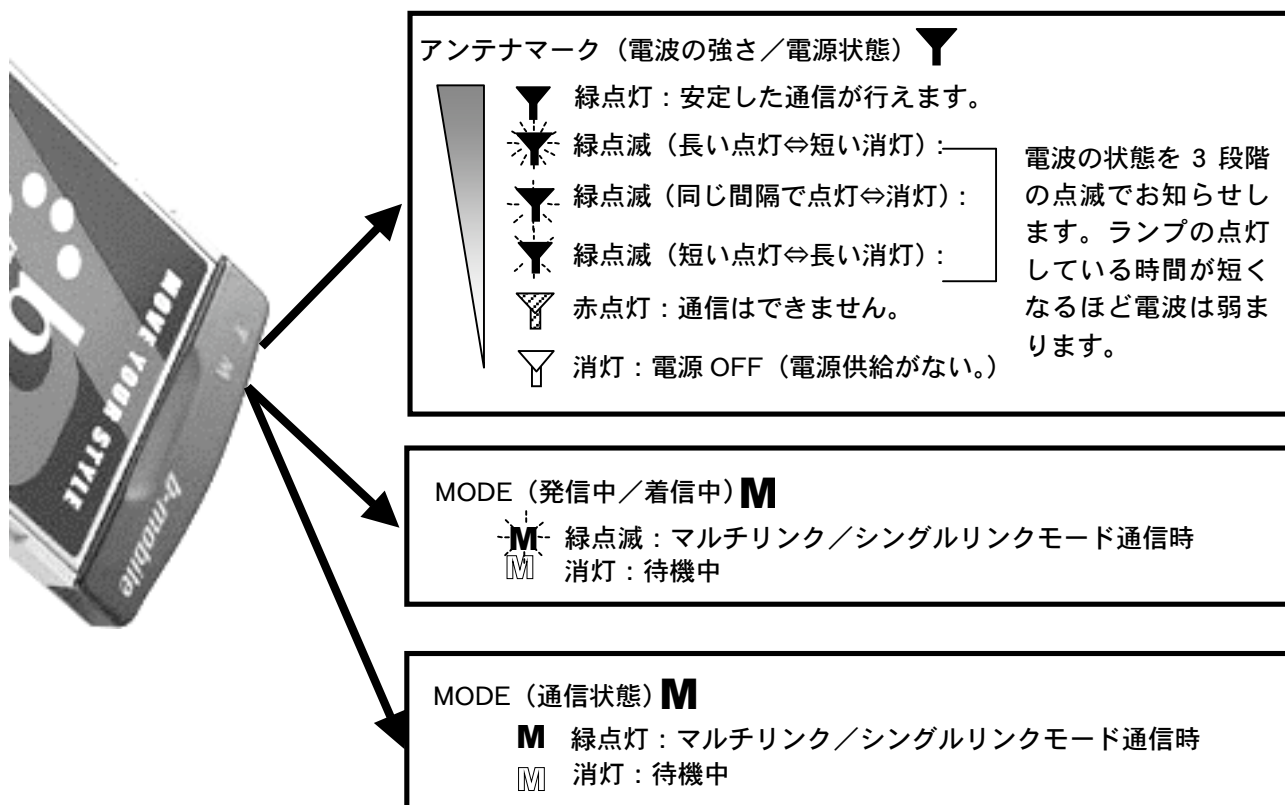 アンテナマーク（電波の強さ／電源状態）
緑点灯：安定した通信が行えます。
緑点滅（長い点灯⇔短い消灯）：
緑点滅（同じ間隔で点灯⇔消灯）：
緑点滅（短い点灯⇔長い消灯）：
電波の状態を 3 段階
の点滅でお知らせし
ます。ランプの点灯
している時間が短く
なるほど電波は弱ま
ります。
赤点灯：通信はできません。
消灯：電源 OFF（電源供給がない。）
MODE（発信中／着信中）M
M 緑点滅：マルチリンク／シングルリンクモード通信時
M 消灯：待機中
MODE（通信状態）M
M 緑点灯：マルチリンク／シングルリンクモード通信時
M 消灯：待機中
MOVE YOUR STYLE
b-mobile
M